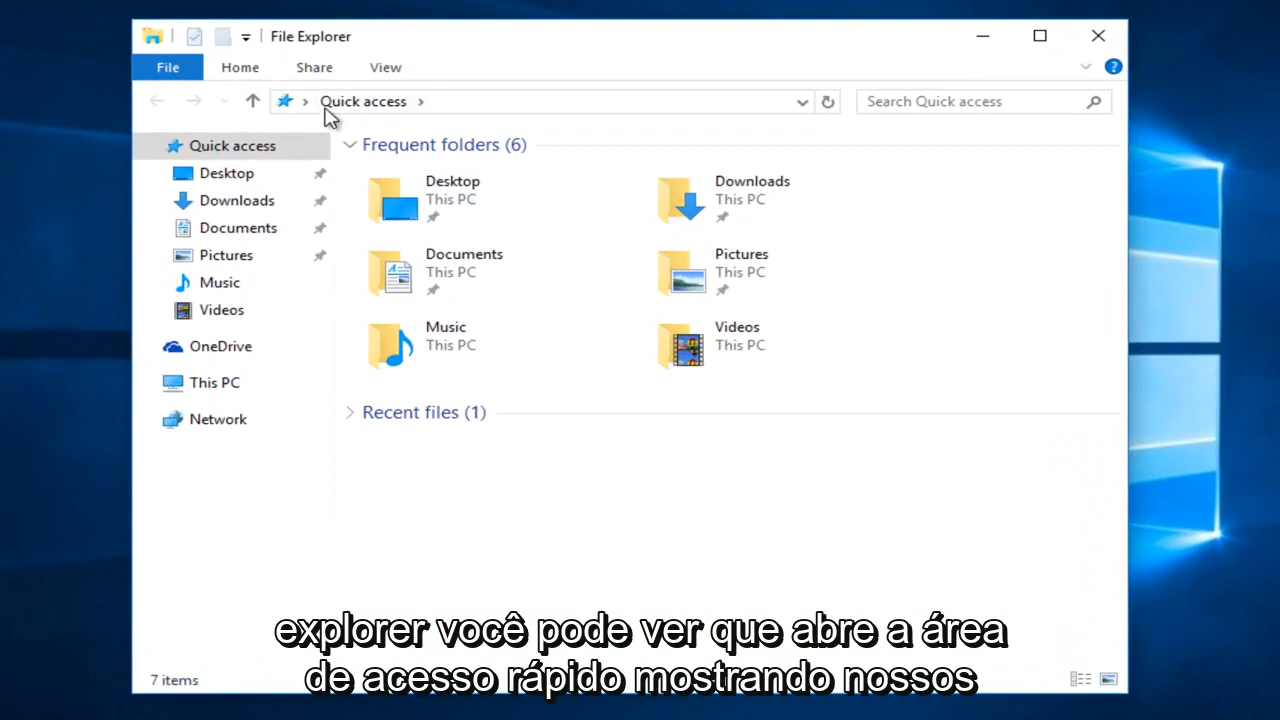 File Explorer
File Home Share View
Quick access
Search Quick access
Quick access
Desktop
Downloads
Documents
Pictures
Music
Videos
OneDrive
This PC
Network
Frequent folders (6)
Desktop
This PC
Downloads
This PC
Documents
This PC
Pictures
This PC
Music
This PC
Videos
This PC
Recent files (1)
explorer você pode ver que abre a área
de acesso rápido mostrando nossos
7 items